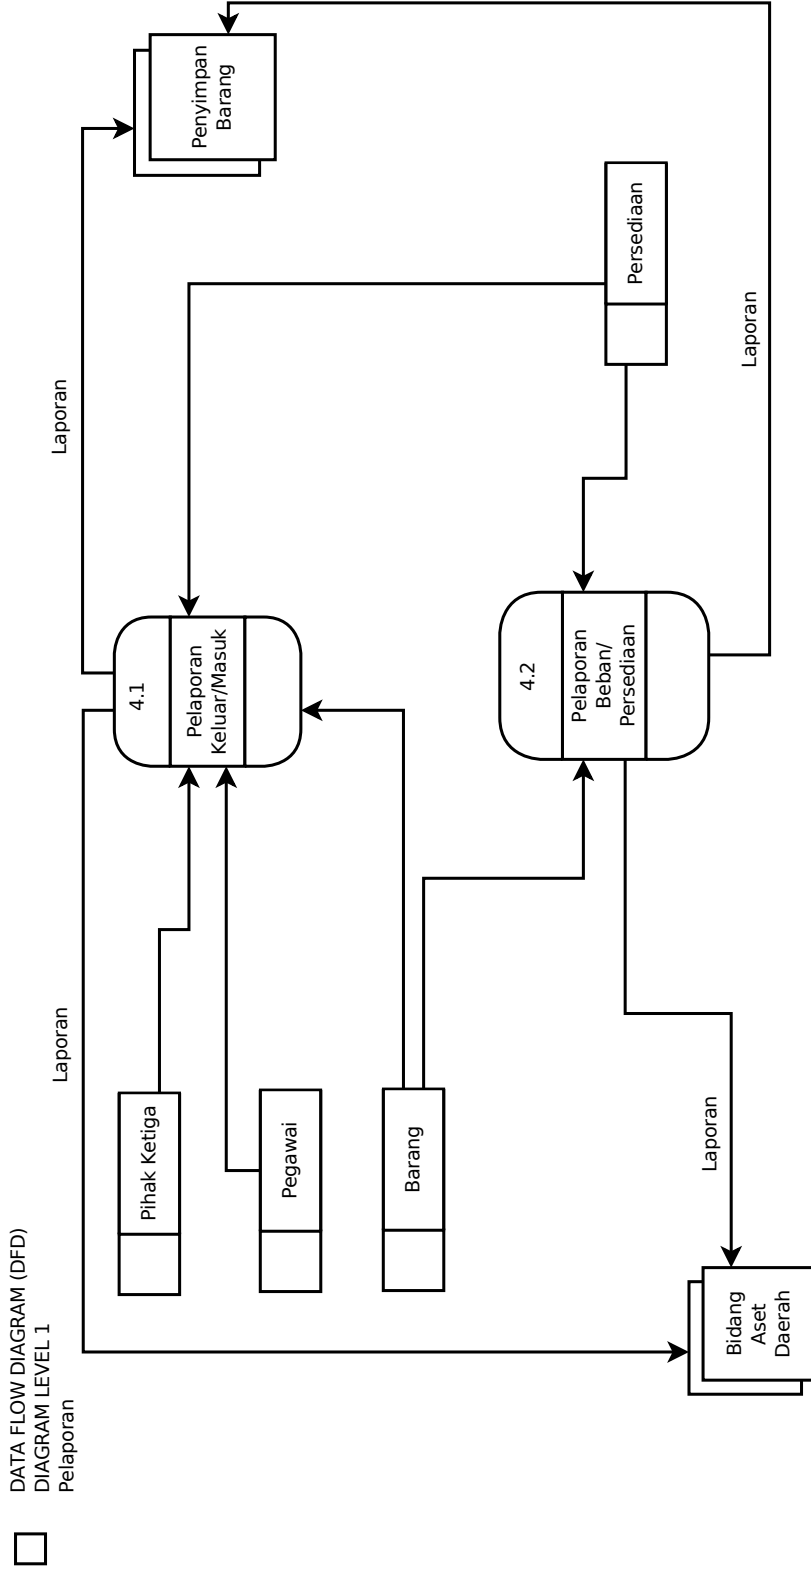 DATA FLOW DIAGRAM (DFD)
DIAGRAM LEVEL 1
Pelaporan
Laporan
Laporan
Pihak Ketiga
4.1
Pelaporan
Keluar/Masuk
Penyimpan
Barang
Pegawai
Barang
4.2
Pelaporan
Beban/
Persediaan
Persediaan
Laporan
Laporan
Bidang
Aset
Daerah